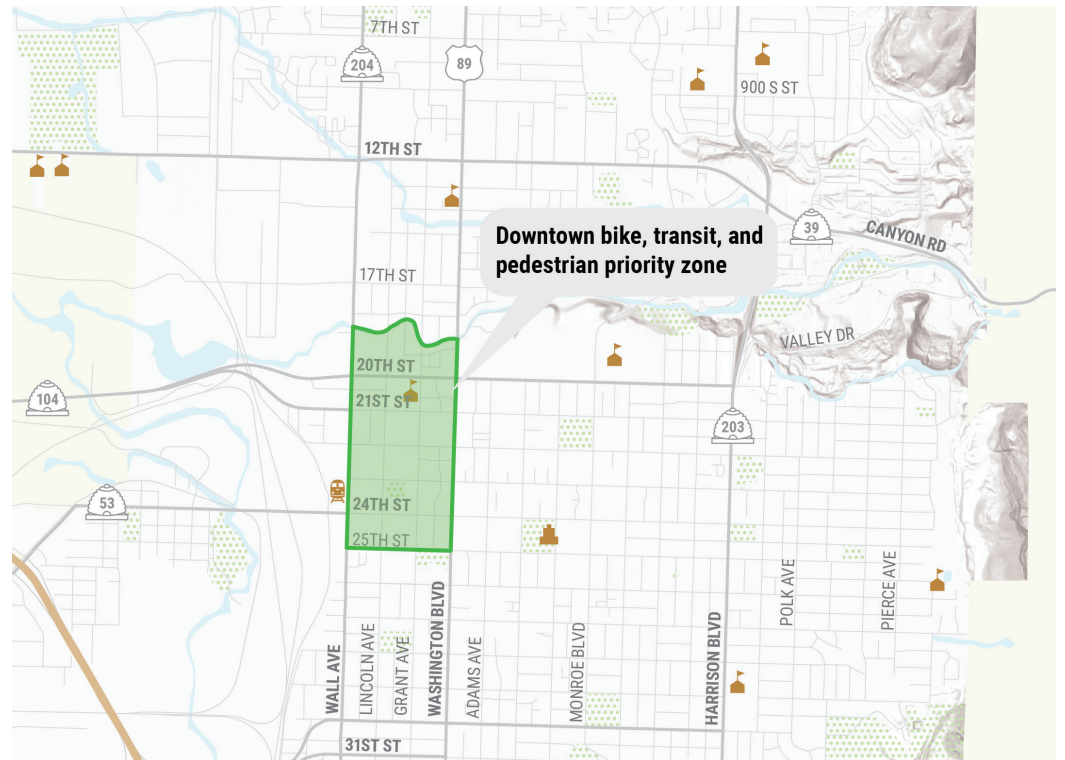 7TH ST
204
89
900 S ST
12TH ST
39
CANYON RD
Downtown bike, transit, and
pedestrian priority zone
17TH ST
VALLEY DR
20TH ST
104
21ST ST
203
24TH ST
53
25TH ST
WALL AVE
LINCOLN AVE
GRANT AVE
WASHINGTON BLVD
ADAMS AVE
MONROE BLVD
HARRISON BLVD
POLK AVE
PIERCE AVE
31ST ST